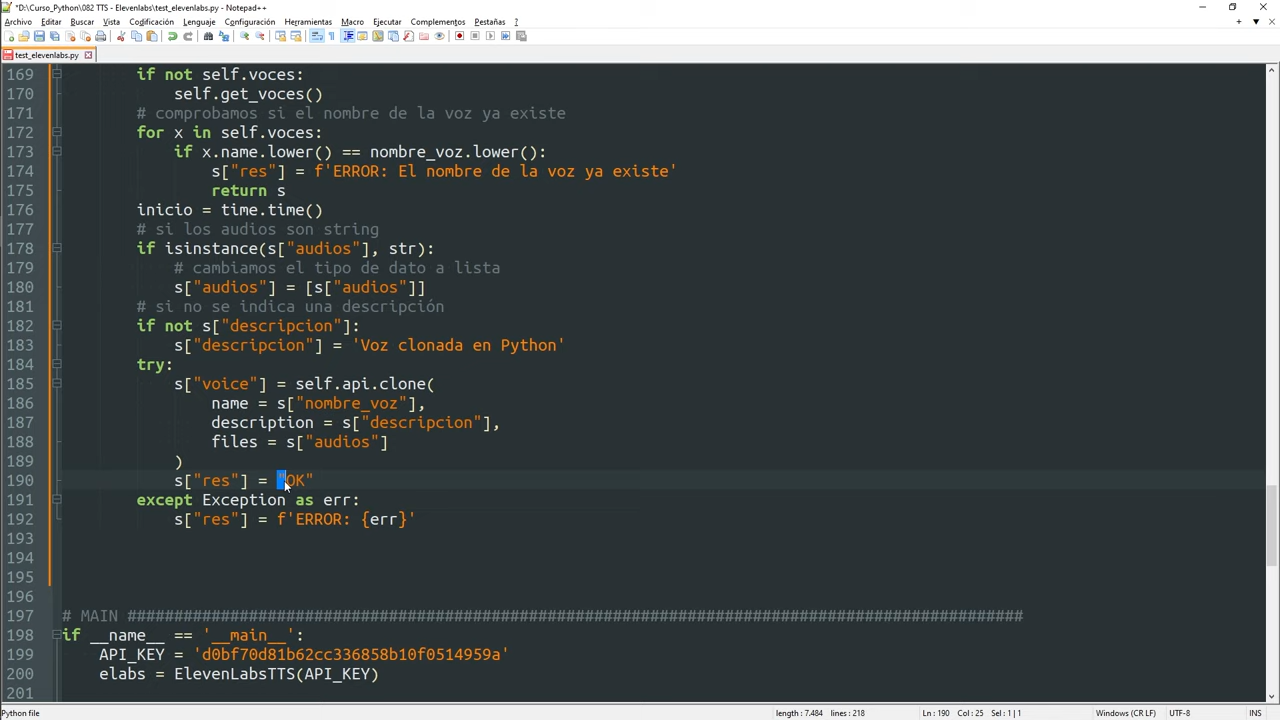 *D:\Curso_Python\082 TTS - Elevenlabs\test_elevenlabs.py - Notepad++
Archivo Editar Buscar Vista Codificación Lenguaje Configuración Herramientas Macro Ejecutar Complementos Pestañas ?
test_elevenlabs.py
169 if not self.voces:
170 self.get_voces()
171 # comprobamos si el nombre de la voz ya existe
172 for x in self.voces:
173 if x.name.lower() == nombre_voz.lower():
174 s["res"] = f'ERROR: El nombre de la voz ya existe'
175 return s
176 inicio = time.time()
177 # si los audios son string
178 if isinstance(s["audios"], str):
179 # cambiamos el tipo de dato a lista
180 s["audios"] = [s["audios"]]
181 # si no se indica una descripción
182 if not s["descripcion"]:
183 s["descripcion"] = 'Voz clonada en Python'
184 try:
185 s["voice"] = self.api.clone(
186 name = s["nombre_voz"],
187 description = s["descripcion"],
188 files = s["audios"]
189 )
190 s["res"] = "OK"
191 except Exception as err:
192 s["res"] = f'ERROR: {err}'
193
194
195
196
197 # MAIN ################################################################################################
198 if __name__ == '__main__':
199 API_KEY = 'd0bf70d81b62cc336858b10f0514959a'
200 elabs = ElevenLabsTTS(API_KEY)
201
Python file length : 7.484 lines : 218 Ln : 190 Col : 25 Sel : 1 | 1 Windows (CR LF) UTF-8 INS